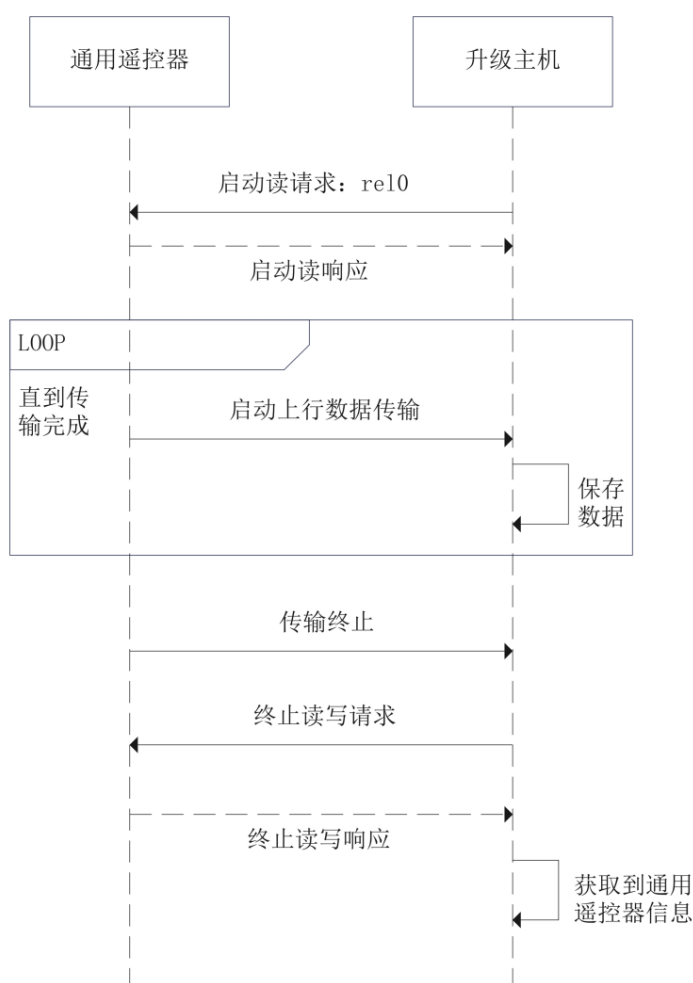 通用遥控器
升级主机
启动读请求：rel0
启动读响应
LOOP
直到传
输完成
启动上行数据传输
保存
数据
传输终止
终止读写请求
终止读写响应
获取到通用
遥控器信息